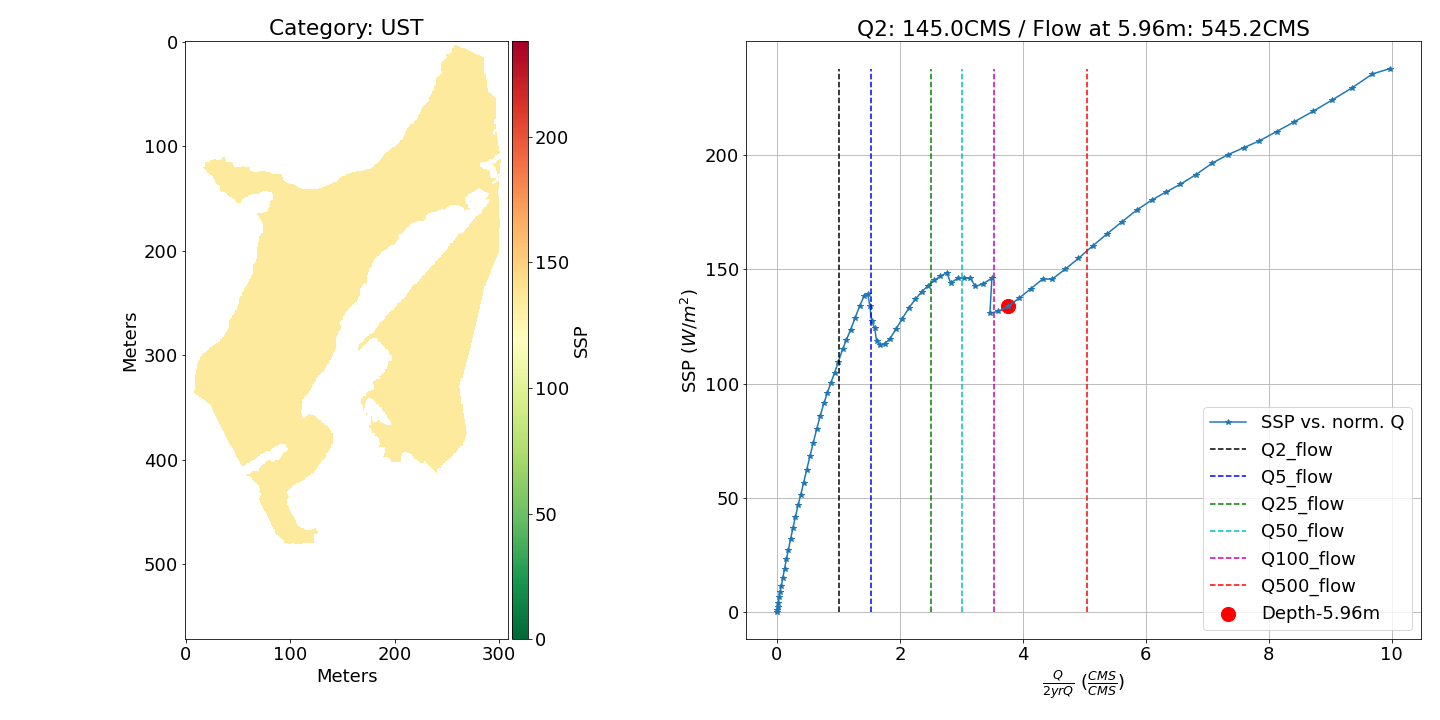 Category: UST
0
100
200
300
400
500
Meters
0 100 200 300
Meters
200
150
100
50
0
SSP
Q2: 145.0CMS / Flow at 5.96m: 545.2CMS
200
150
100
50
0
SSP (W/m²)
0 2 4 6 8 10
Q/2yrQ (CMS/CMS)
SSP vs. norm. Q
Q2_flow
Q5_flow
Q25_flow
Q50_flow
Q100_flow
Q500_flow
Depth-5.96m